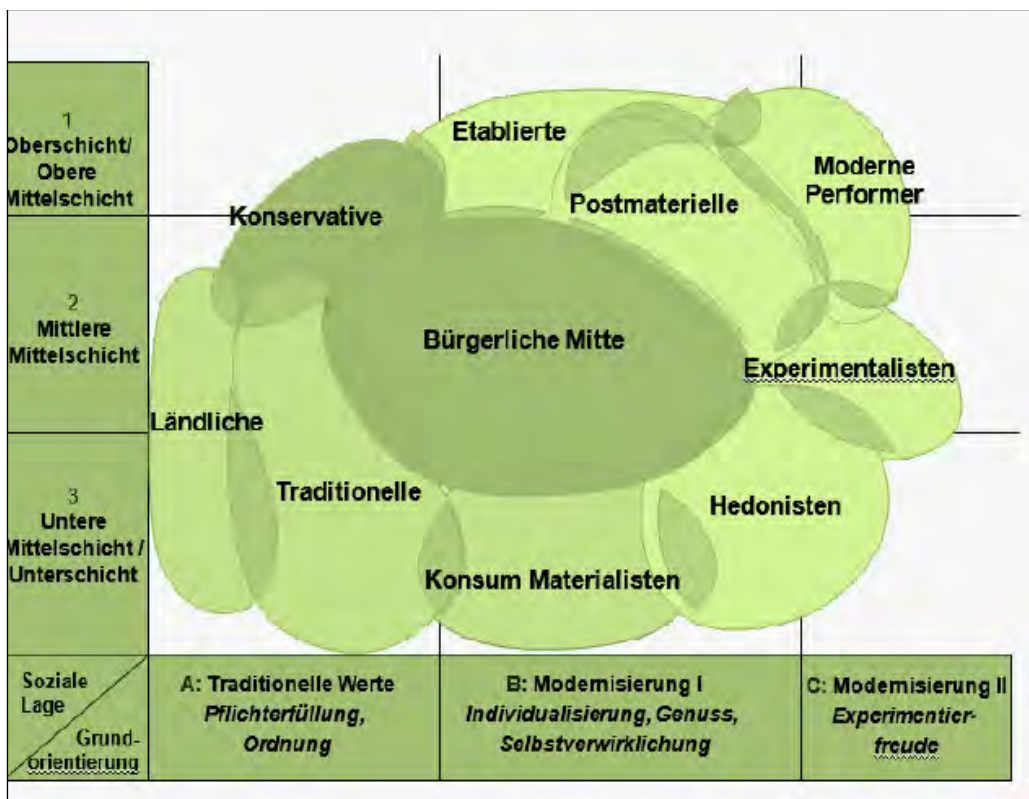 1
Oberschicht/
Obere
Mittelschicht
2
Mittlere
Mittelschicht
3
Untere
Mittelschicht /
Unterschicht
Etablierte
Moderne
Performer
Konservative
Postmaterielle
Bürgerliche Mitte
Experimentalisten
Ländliche
Traditionelle
Hedonisten
Konsum Materialisten
Soziale
Lage
Grund-
orientierung
A: Traditionelle Werte
Pflichterfüllung,
Ordnung
B: Modernisierung I
Individualisierung, Genuss,
Selbstverwirklichung
C: Modernisierung II
Experimentier-
freude